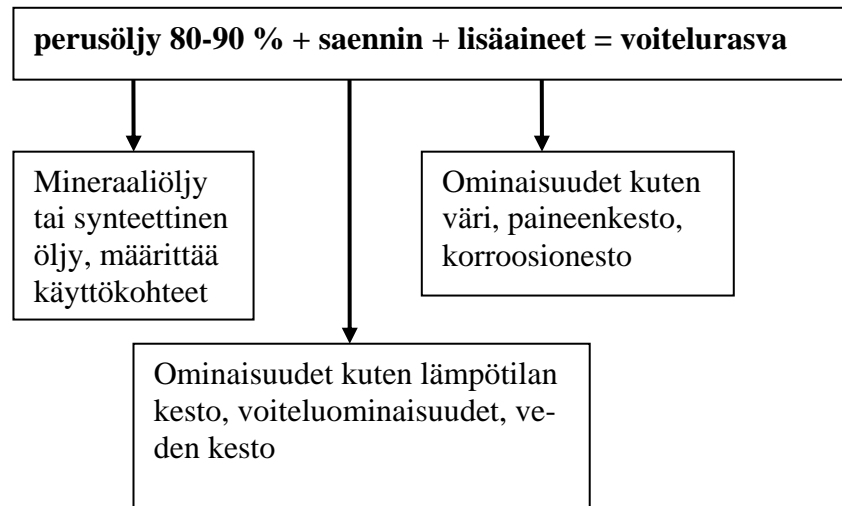 perusöljy 80-90 % + saennin + lisäaineet = voitelurasva
Mineraaliöljy
tai synteettinen
öljy, määrittää
käyttökohteet
Ominaisuudet kuten
väri, paineenkesto,
korroosionesto
Ominaisuudet kuten lämpötilan
kesto, voiteluominaisuudet, ve-
den kesto